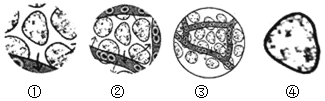 ① ② ③ ④